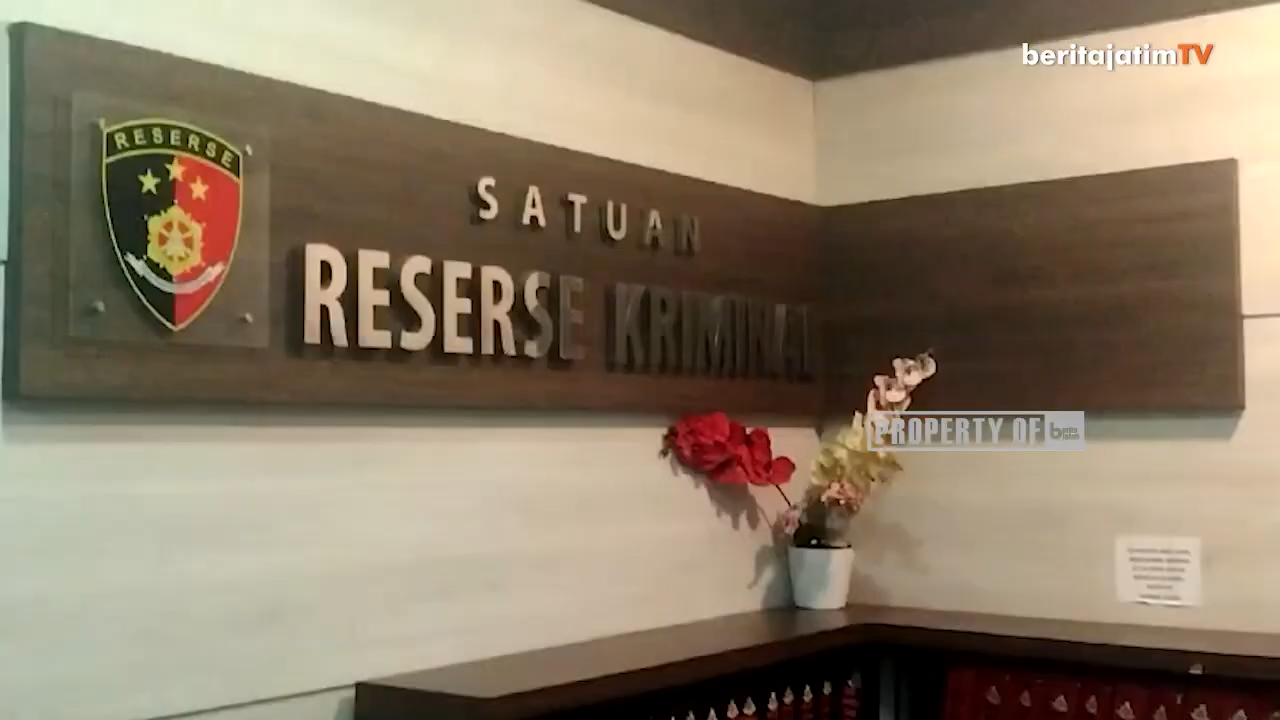 beritajatimTV
RESERSE
SATUAN
RESERSE KRIMINAL
PROPERTY OF